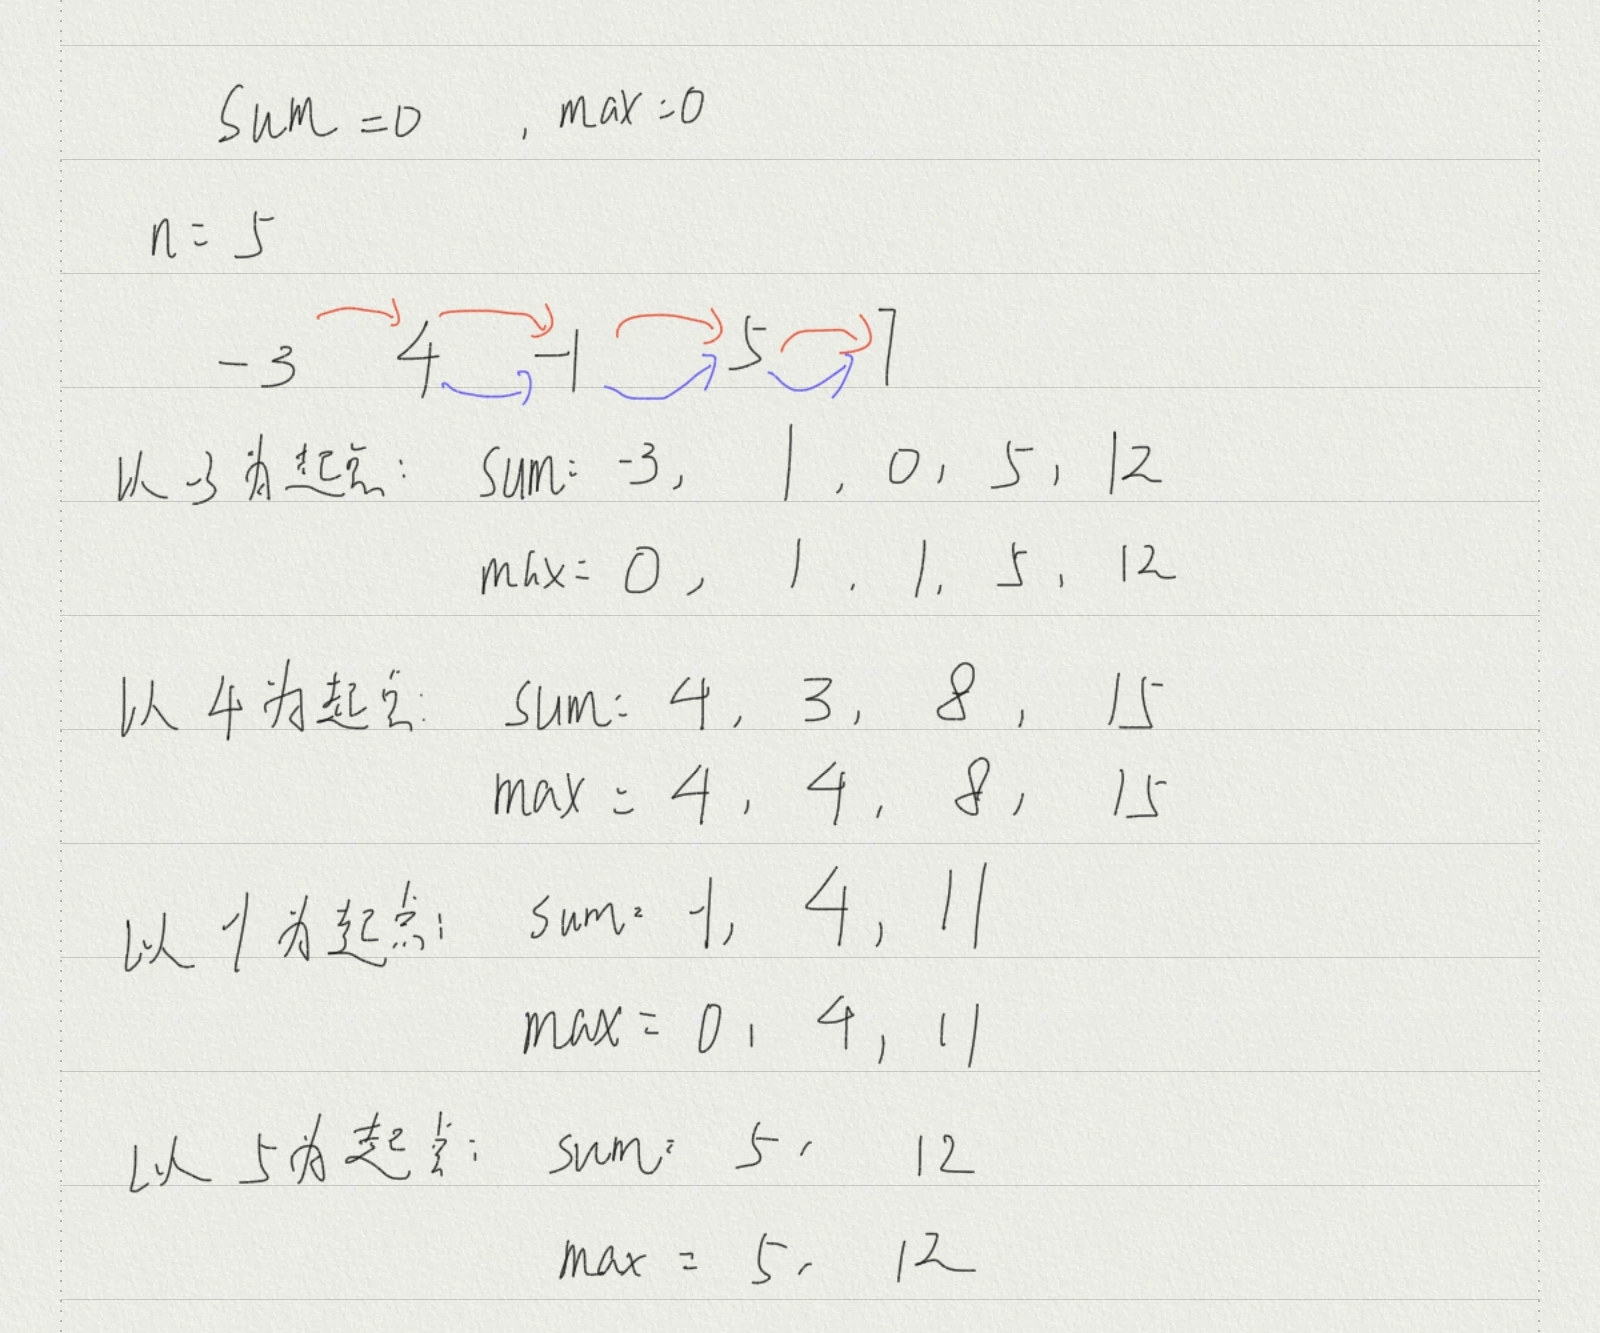 sum=0 , max=0
n=5
-3 4 -1 5 7
以-3为起点: sum=-3, 1, 0, 5, 12
max=0, 1, 1, 5, 12
以4为起点: sum=4, 3, 8, 15
max=4, 4, 8, 15
以-1为起点: sum=-1, 4, 11
max=0, 4, 11
以5为起点: sum=5, 12
max=5, 12